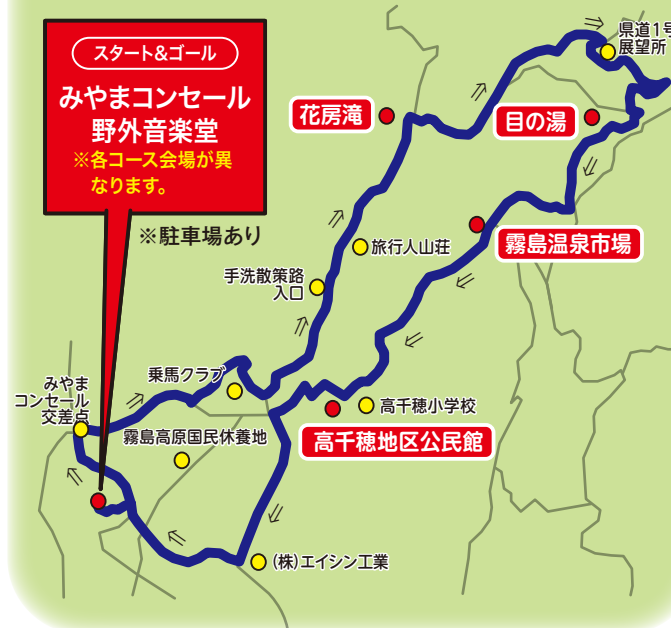 スタート&ゴール
みやまコンセール
野外音楽堂
※各コース会場が異
なります。
※駐車場あり
県道1号
展望所
花房滝
目の湯
旅行人山荘
霧島温泉市場
手洗散策路
入口
乗馬クラブ
みやま
コンセール
交差点
高千穂小学校
霧島高原国民休養地
高千穂地区公民館
(株)エイシン工業